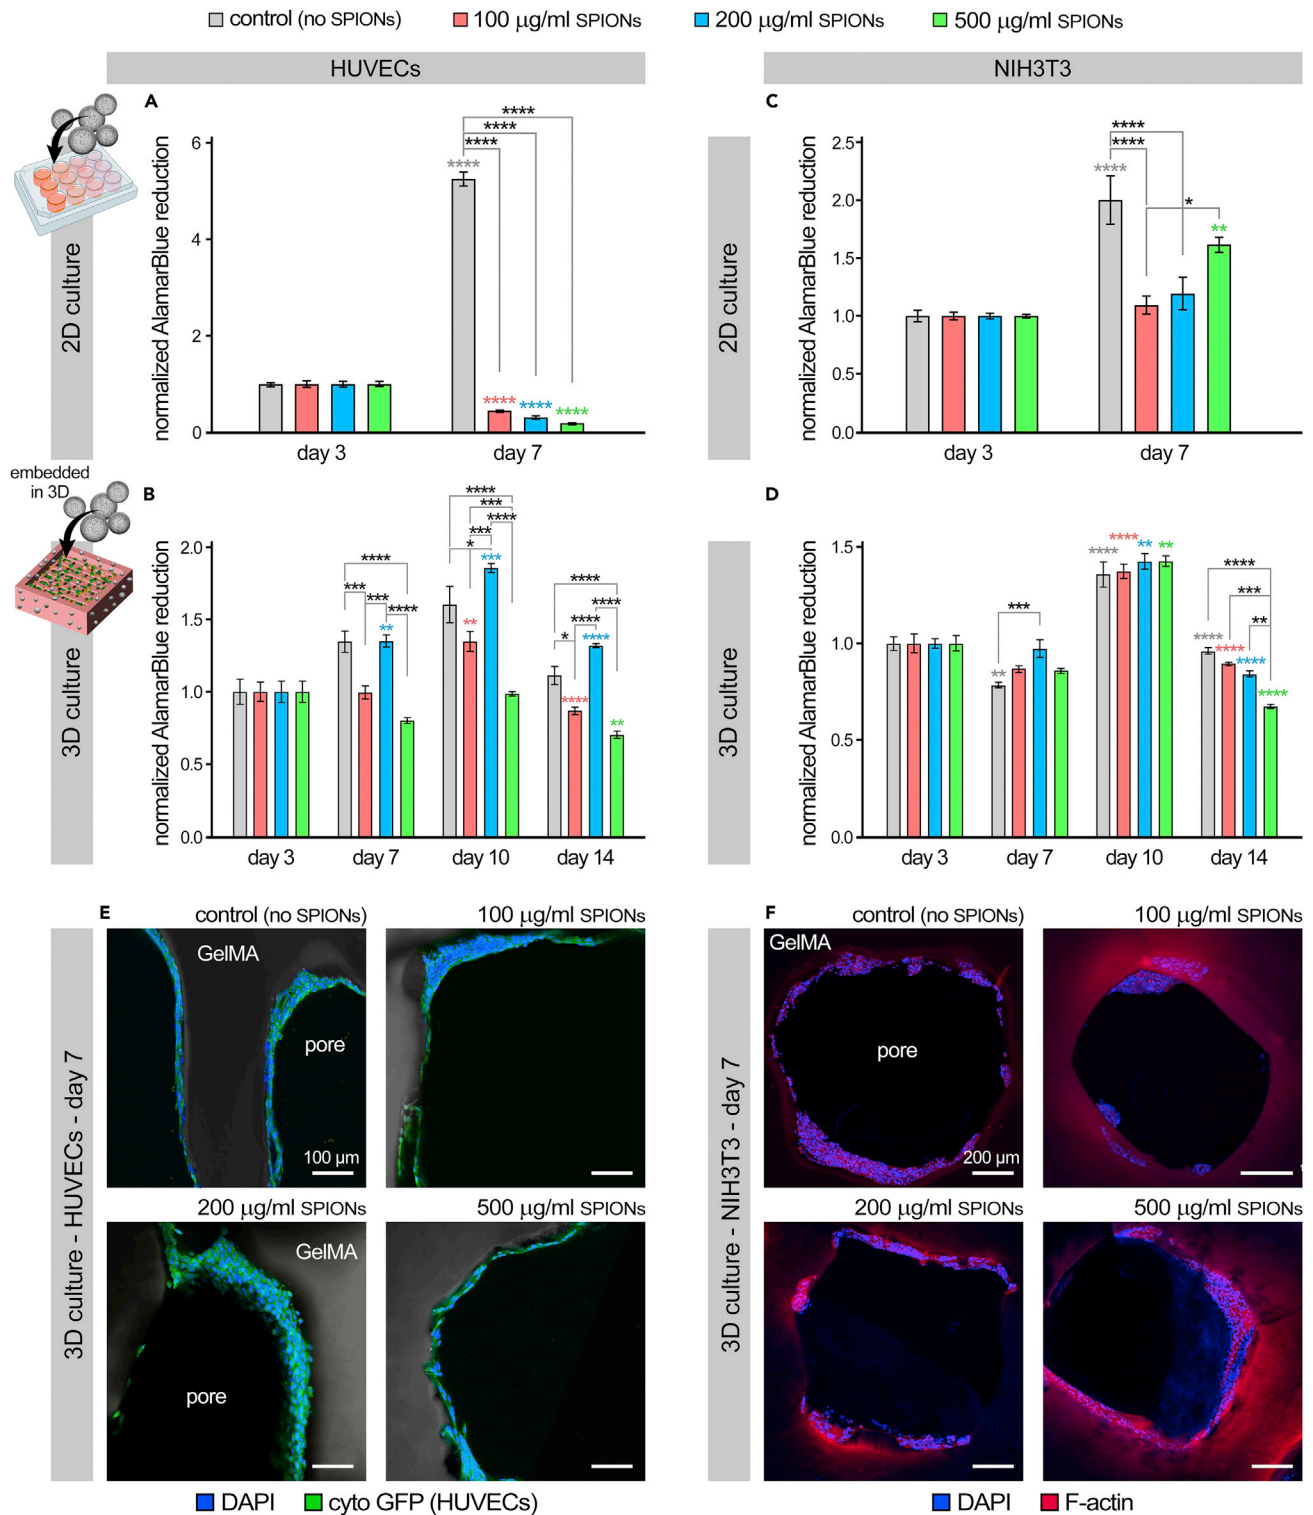 control (no SPIONs) 100 µg/ml SPIONs 200 µg/ml SPIONs 500 µg/ml SPIONs
HUVECs
NIH3T3
A
2D culture
normalized AlamarBlue reduction
6
4
2
0
****
****
****
****
**** **** ****
day 3 day 7
C
2D culture
normalized AlamarBlue reduction
2.5
2.0
1.5
1.0
0.5
0.0
****
****
****
*
**
day 3 day 7
embedded
in 3D
B
3D culture
normalized AlamarBlue reduction
2.0
1.5
1.0
0.5
0.0
****
***
***
****
**
****
***
****
***
*
***
**
****
****
****
*
****
****
**
day 3 day 7 day 10 day 14
D
3D culture
normalized AlamarBlue reduction
1.5
1.0
0.5
0.0
***
**
**** **** ** **
****
***
**
****
****
****
****
day 3 day 7 day 10 day 14
E
3D culture - HUVECs - day 7
control (no SPIONs) 100 µg/ml SPIONs
GelMA
pore
100 µm
200 µg/ml SPIONs 500 µg/ml SPIONs
GelMA
pore
DAPI cyto GFP (HUVECs)
F
3D culture - NIH3T3 - day 7
control (no SPIONs) 100 µg/ml SPIONs
GelMA
pore
200 µm
200 µg/ml SPIONs 500 µg/ml SPIONs
DAPI F-actin